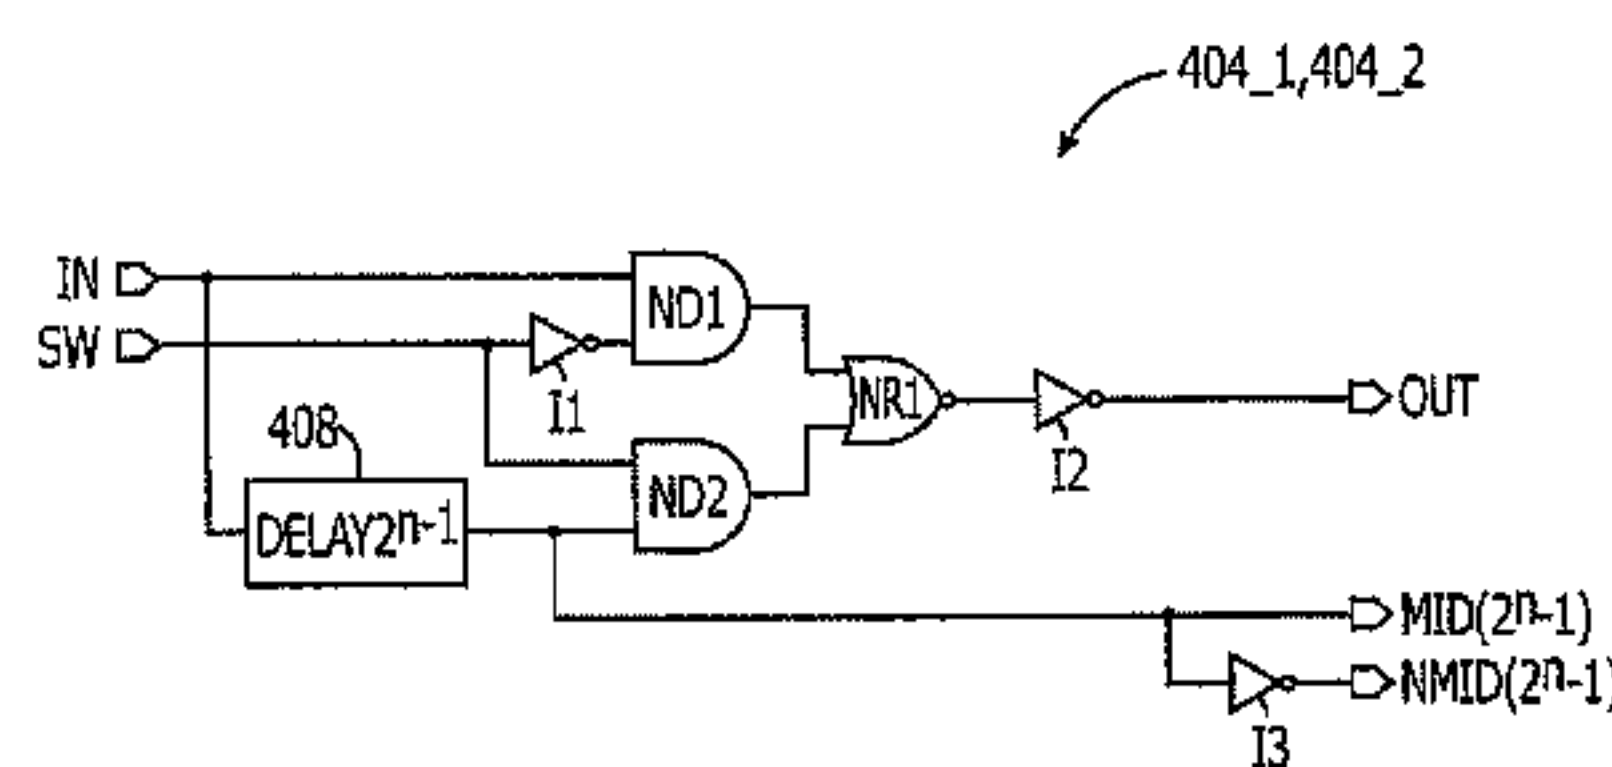 404_1,404_2
IN
ND1
SW
I1
NR1
OUT
408
I2
ND2
DELAY2ⁿ⁻¹
MID(2ⁿ-1)
NMID(2ⁿ-1)
I3